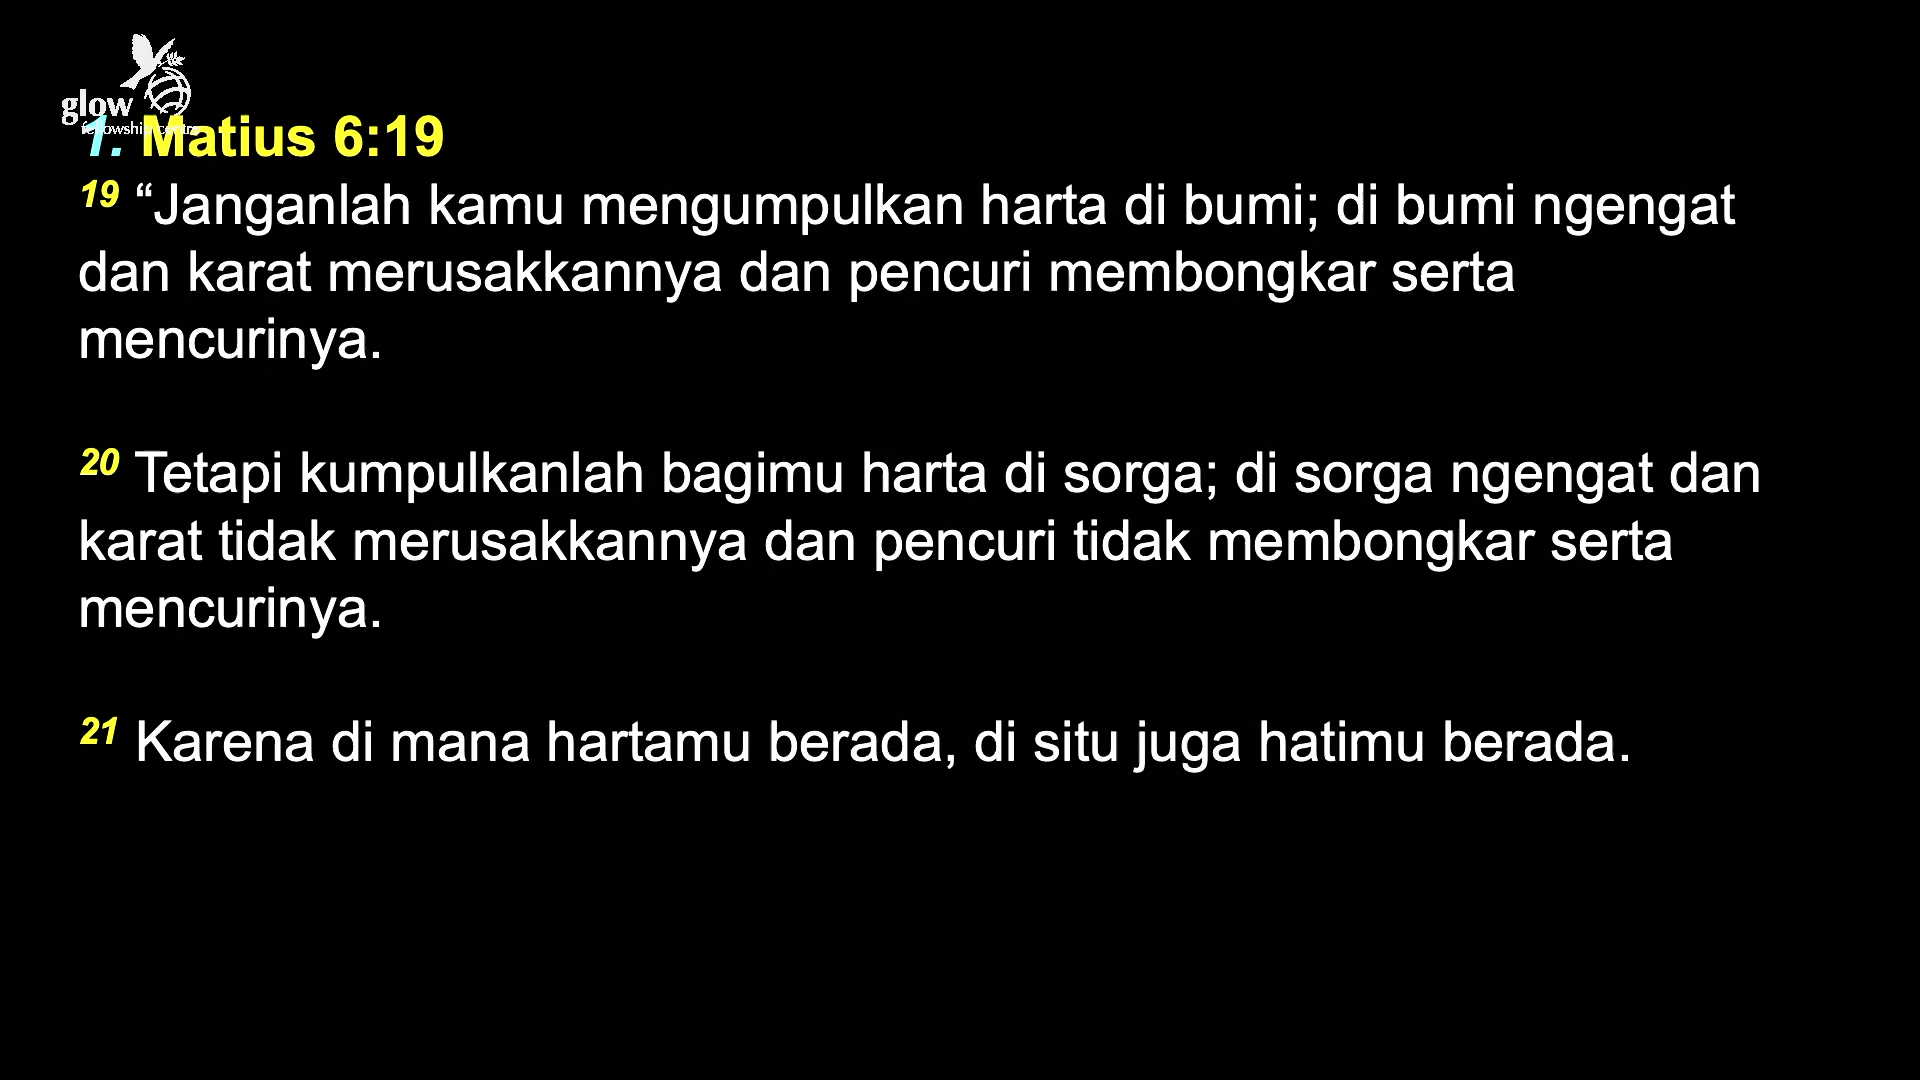 glow
fellowship centre
1. Matius 6:19
19 “Janganlah kamu mengumpulkan harta di bumi; di bumi ngengat
dan karat merusakkannya dan pencuri membongkar serta
mencurinya.
20 Tetapi kumpulkanlah bagimu harta di sorga; di sorga ngengat dan
karat tidak merusakkannya dan pencuri tidak membongkar serta
mencurinya.
21 Karena di mana hartamu berada, di situ juga hatimu berada.